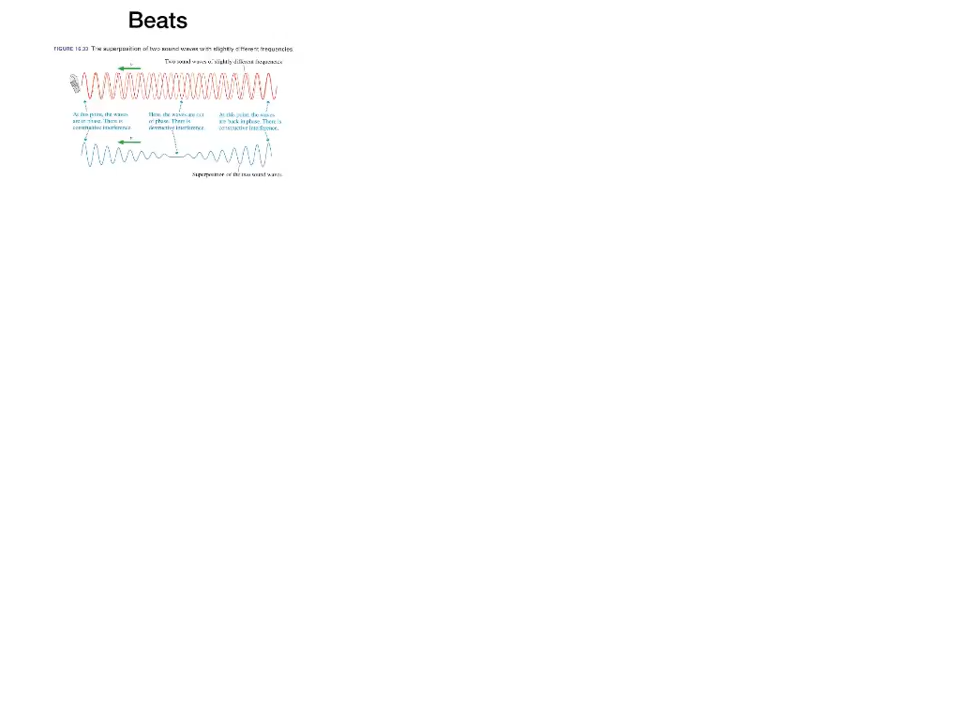 Beats
FIGURE 16.33 The superposition of two sound waves with slightly different frequencies.
Two sound waves of slightly different frequencies
v
At this point, the waves
are in phase. There is
constructive interference.
Here, the waves are out
of phase. There is
destructive interference.
At this point, the waves
are back in phase. There is
constructive interference.
v
Superposition of the two sound waves